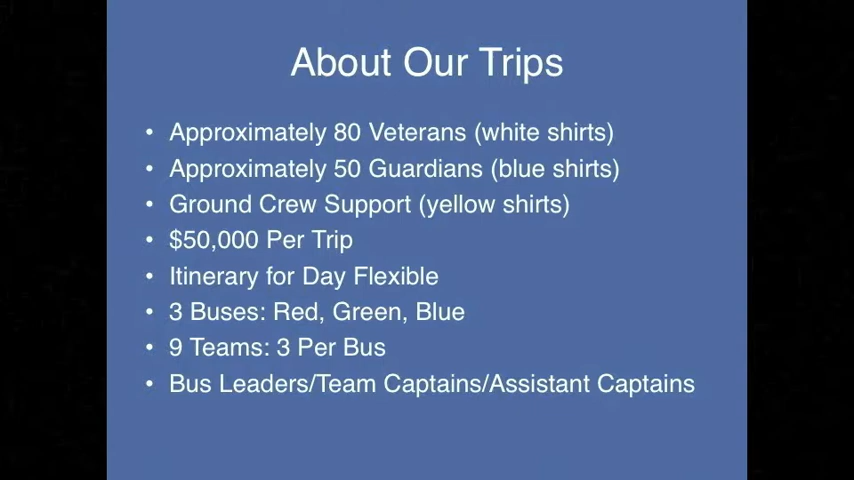 About Our Trips
• Approximately 80 Veterans (white shirts)
• Approximately 50 Guardians (blue shirts)
• Ground Crew Support (yellow shirts)
• $50,000 Per Trip
• Itinerary for Day Flexible
• 3 Buses: Red, Green, Blue
• 9 Teams: 3 Per Bus
• Bus Leaders/Team Captains/Assistant Captains